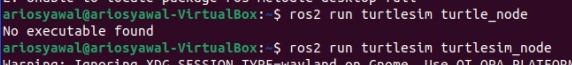 ariosyawal@ariosyawal-VirtualBox:~$ ros2 run turtlesim turtle_node
No executable found
ariosyawal@ariosyawal-VirtualBox:~$ ros2 run turtlesim turtlesim_node
Warning: Ignoring XDG_SESSION_TYPE=wayland on Gnome. Use QT_QPA_PLATFORM